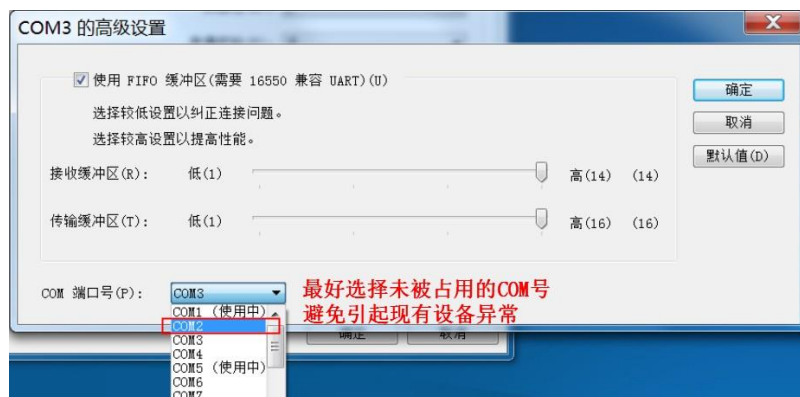 COM3 的高级设置
使用 FIFO 缓冲区(需要 16550 兼容 UART)(U)
选择较低设置以纠正连接问题。
选择较高设置以提高性能。
接收缓冲区(R): 低(1) 高(14) (14)
传输缓冲区(T): 低(1) 高(16) (16)
确定
取消
默认值(D)
COM 端口号(P): COM3
最好选择未被占用的COM号
避免引起现有设备异常
COM1 (使用中)
COM2
COM3
COM4
COM5 (使用中)
COM6
COM7
确定 取消